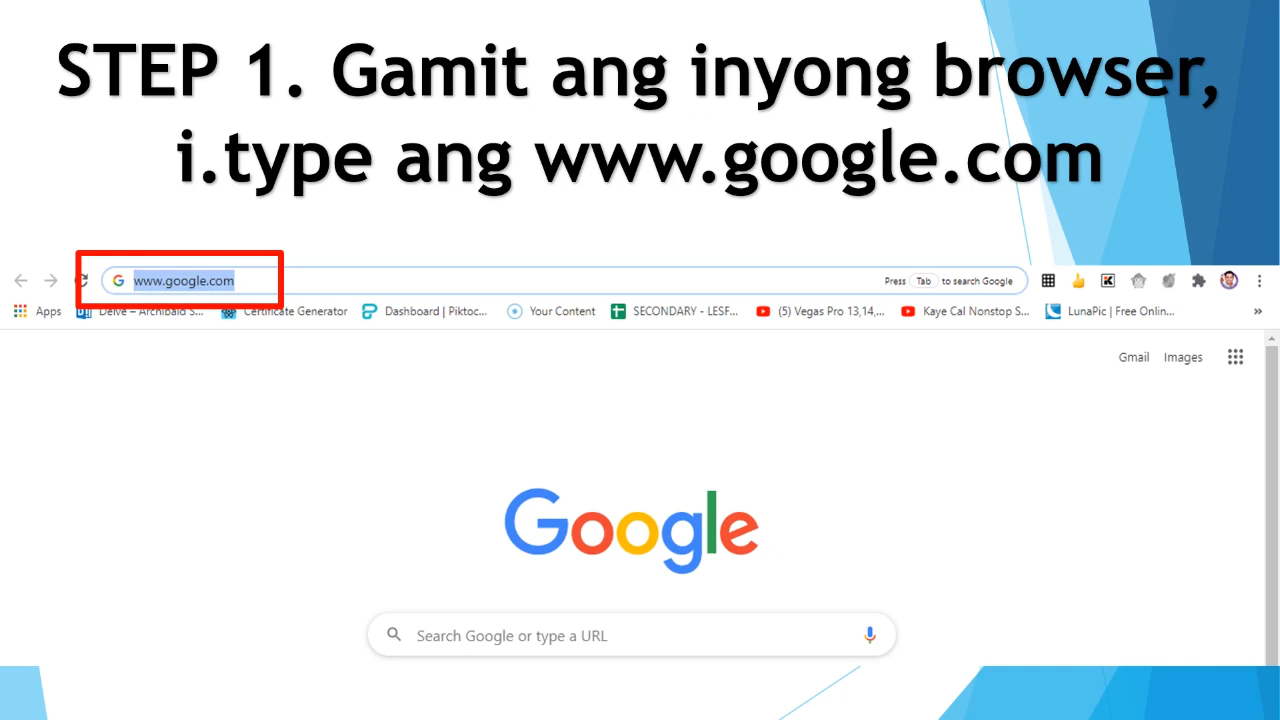 STEP 1. Gamit ang inyong browser,
i.type ang www.google.com
www.google.com
Press Tab to search Google
Apps
Delve – Archibald S...
Certificate Generator
Dashboard | Piktoc...
Your Content
SECONDARY - LESF...
(5) Vegas Pro 13,14,...
Kaye Cal Nonstop S...
LunaPic | Free Onlin...
»
Gmail Images
Google
Search Google or type a URL